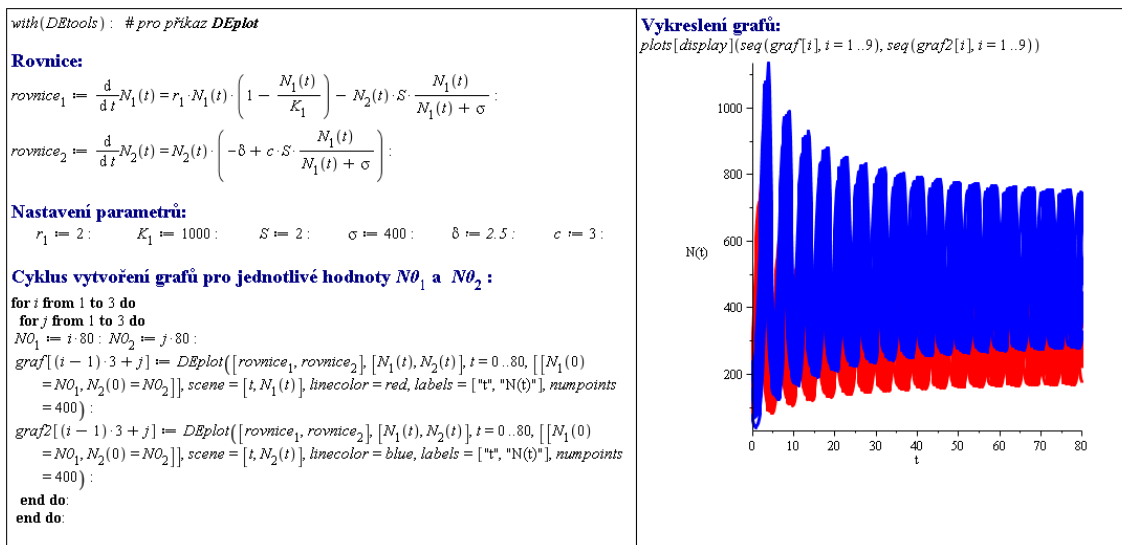 with(DEtools) : # pro příkaz DEplot
Rovnice:
rovnice₁ := d/dt N₁(t) = r₁·N₁(t)·(1 − N₁(t)/K₁) − N₂(t)·S·N₁(t)/(N₁(t) + σ) :
rovnice₂ := d/dt N₂(t) = N₂(t)·(−δ + c·S·N₁(t)/(N₁(t) + σ)) :
Nastavení parametrů:
r₁ := 2 : K₁ := 1000 : S := 2 : σ := 400 : δ := 2.5 : c := 3 :
Cyklus vytvoření grafů pro jednotlivé hodnoty N0₁ a N0₂ :
for i from 1 to 3 do
for j from 1 to 3 do
N0₁ := i·80 : N0₂ := j·80 :
graf[(i − 1)·3 + j] := DEplot([rovnice₁, rovnice₂], [N₁(t), N₂(t)], t = 0..80, [[N₁(0)
= N0₁, N₂(0) = N0₂]], scene = [t, N₁(t)], linecolor = red, labels = ["t", "N(t)"], numpoints
= 400) :
graf2[(i − 1)·3 + j] := DEplot([rovnice₁, rovnice₂], [N₁(t), N₂(t)], t = 0..80, [[N₁(0)
= N0₁, N₂(0) = N0₂]], scene = [t, N₂(t)], linecolor = blue, labels = ["t", "N(t)"], numpoints
= 400) :
end do:
end do:
Vykreslení grafů:
plots[display](seq(graf[i], i = 1..9), seq(graf2[i], i = 1..9))
1000
800
600
N(t)
400
200
0 10 20 30 40 50 60 70 80
t